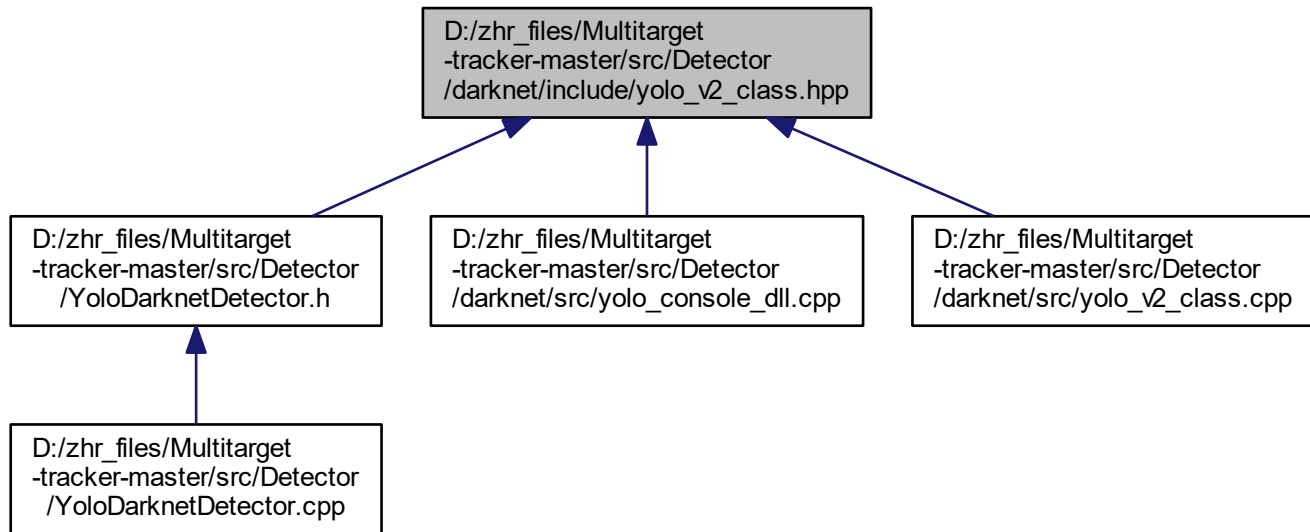 D:/zhr_files/Multitarget
-tracker-master/src/Detector
/darknet/include/yolo_v2_class.hpp
D:/zhr_files/Multitarget
-tracker-master/src/Detector
/YoloDarknetDetector.h
D:/zhr_files/Multitarget
-tracker-master/src/Detector
/darknet/src/yolo_console_dll.cpp
D:/zhr_files/Multitarget
-tracker-master/src/Detector
/darknet/src/yolo_v2_class.cpp
D:/zhr_files/Multitarget
-tracker-master/src/Detector
/YoloDarknetDetector.cpp